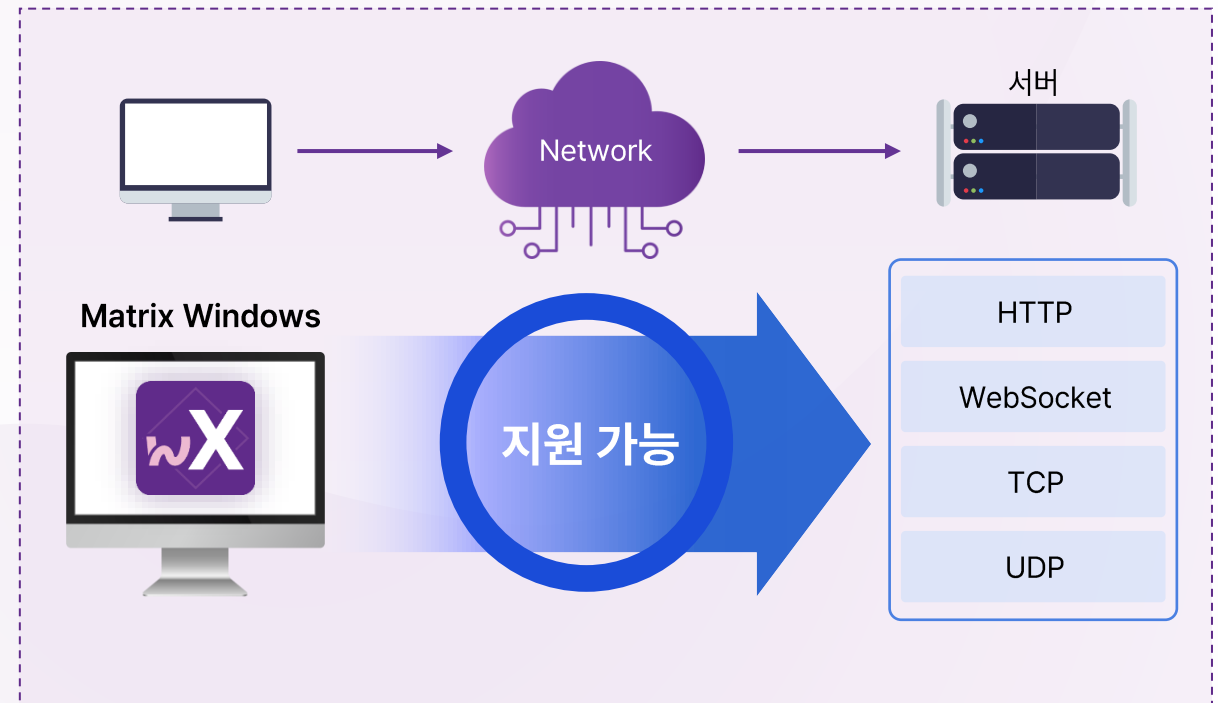 서버
Network
Matrix Windows
wX
지원 가능
HTTP
WebSocket
TCP
UDP